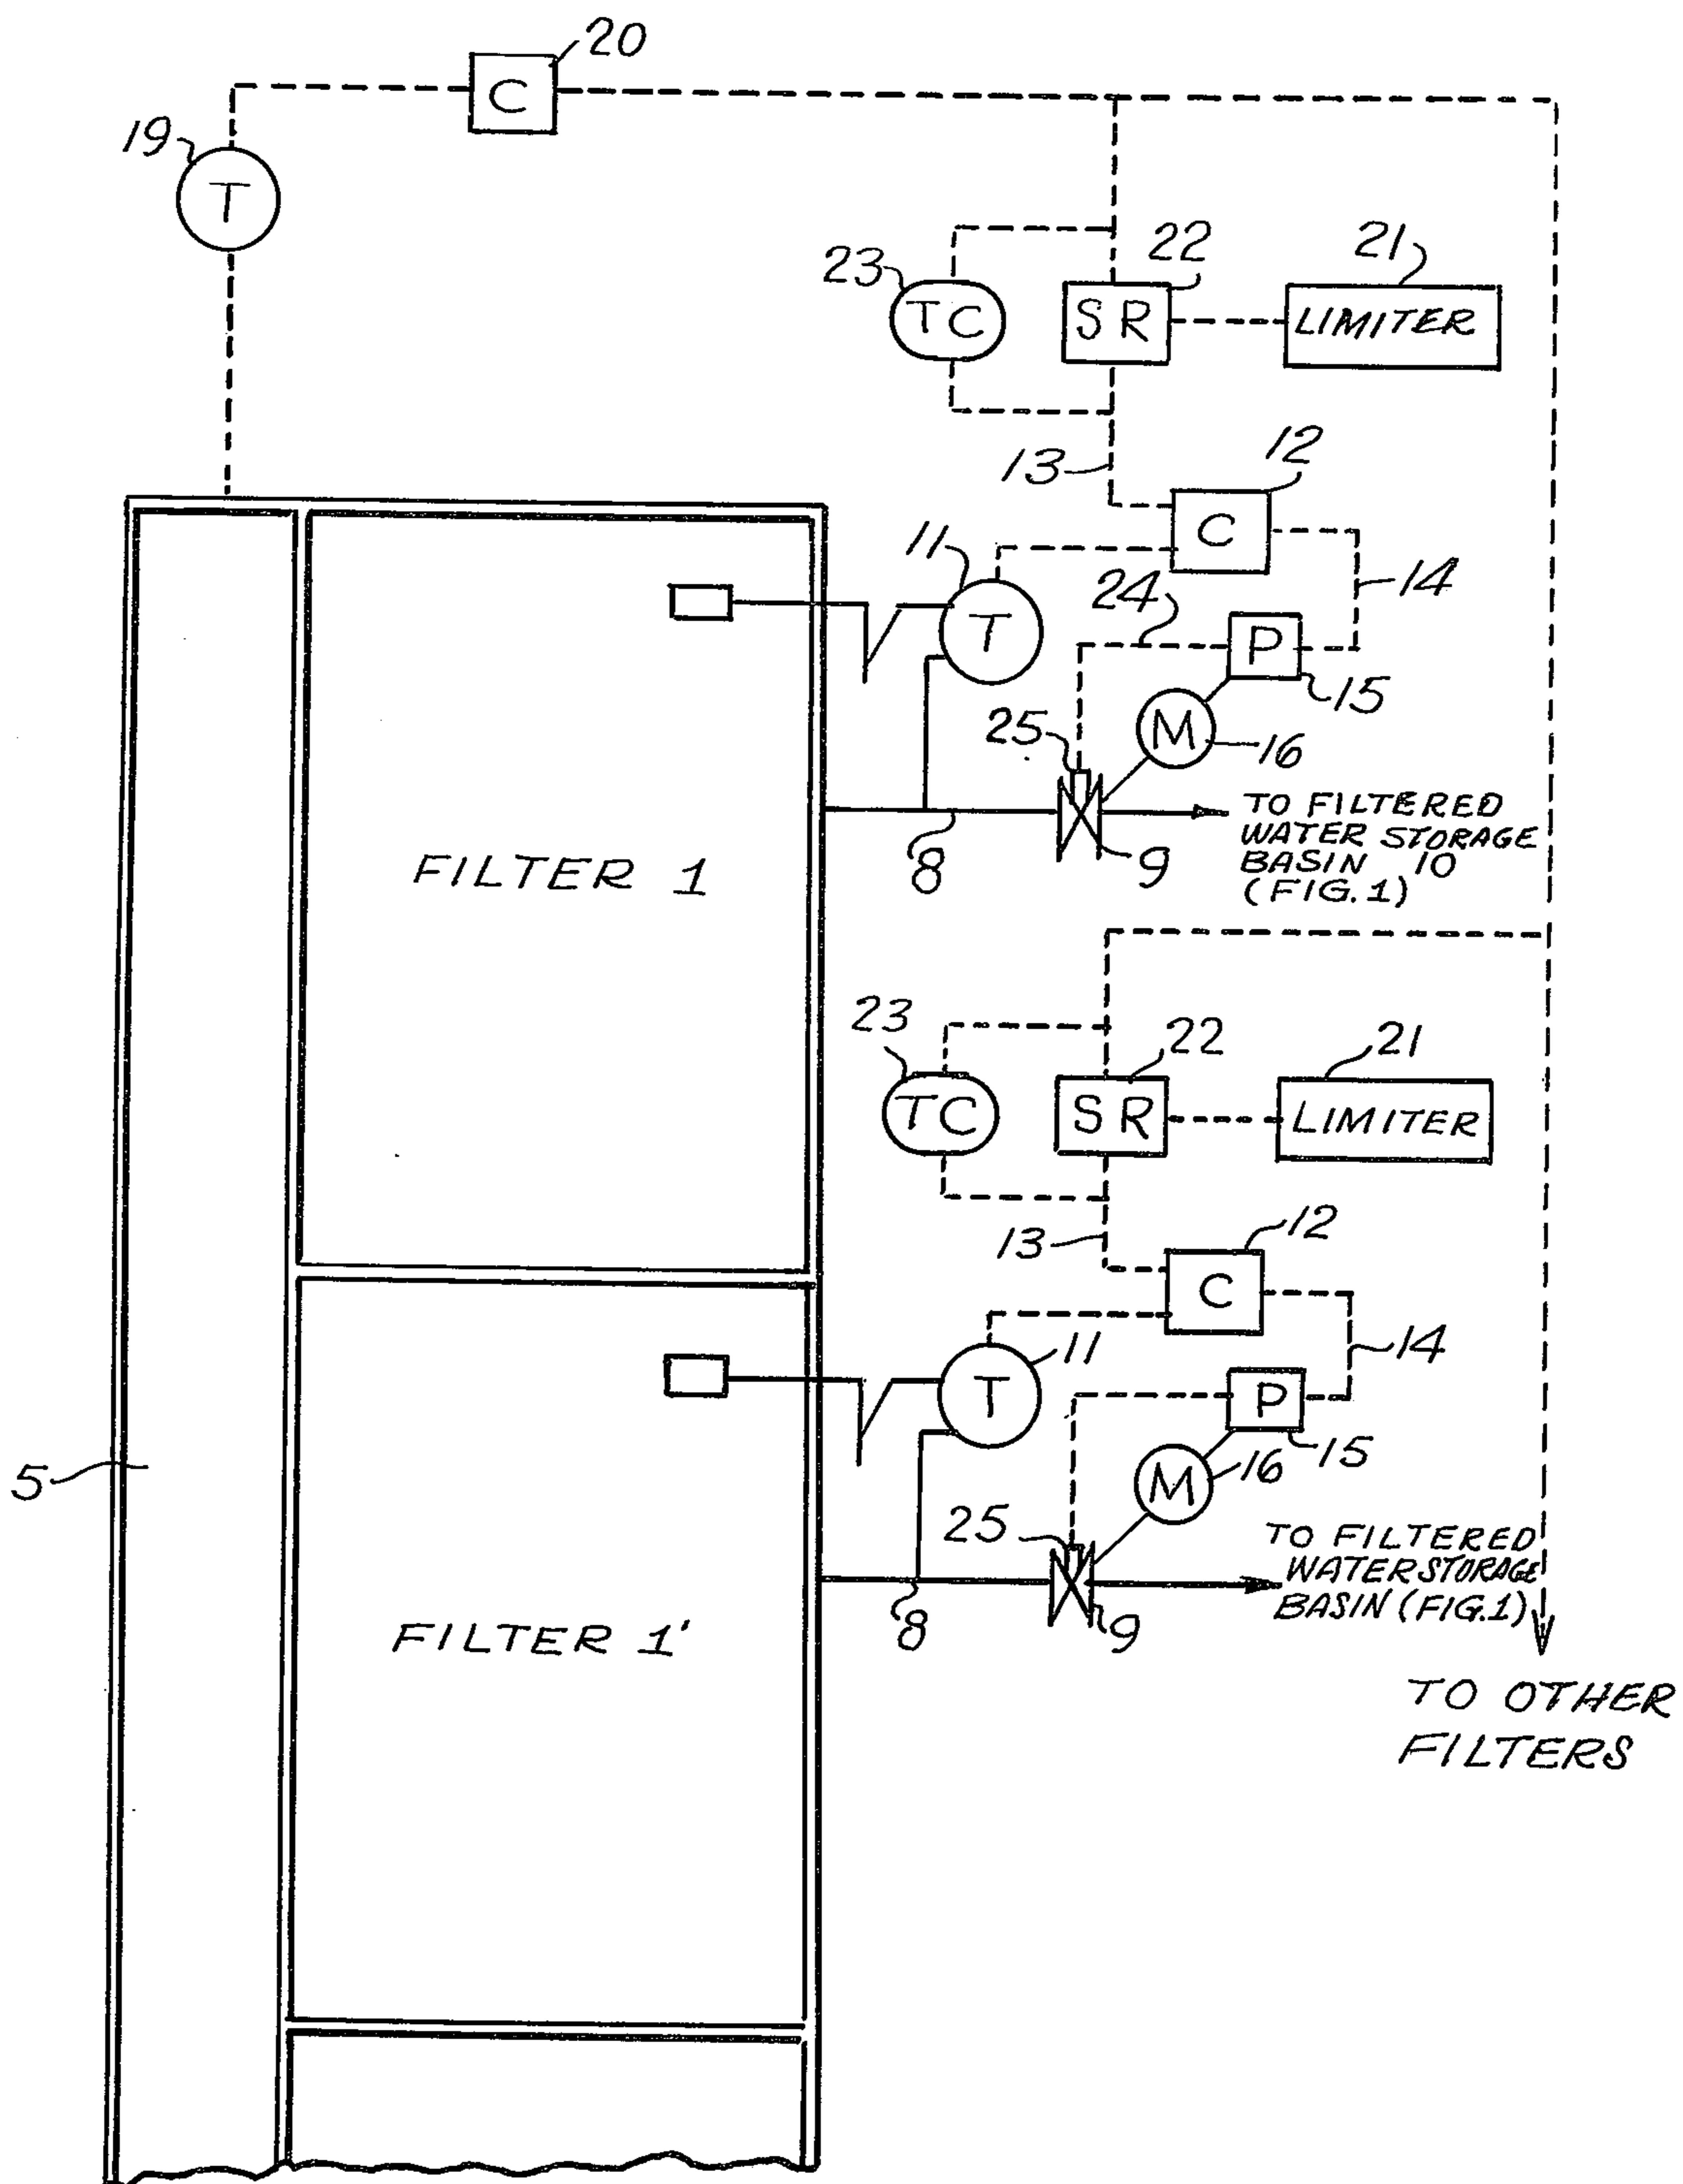 20
C
19
T
23
TC
22
SR
21
LIMITER
13
12
C
11
T
24
14
P
15
25
M
16
8
9
TO FILTERED
WATER STORAGE
BASIN 10
(FIG. 1)
FILTER 1
23
TC
22
SR
21
LIMITER
13
12
C
11
T
14
P
15
25
M
16
8
9
TO FILTERED
WATER STORAGE
BASIN (FIG. 1)
5
FILTER 1'
TO OTHER
FILTERS